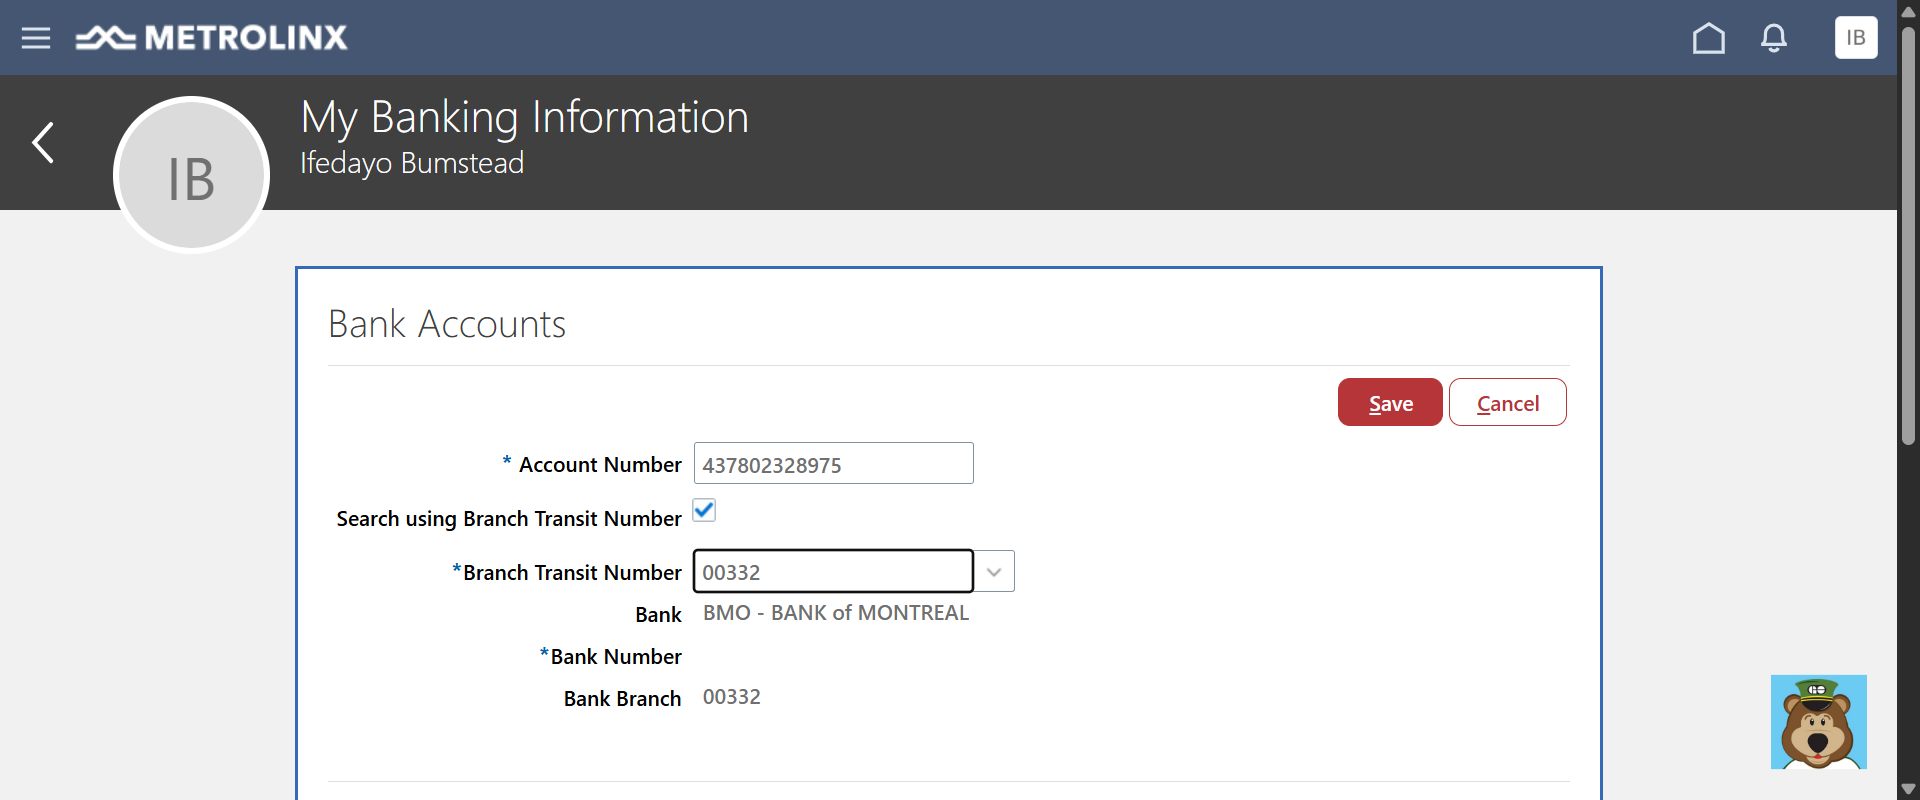 METROLINX
IB
My Banking Information
Ifedayo Bumstead
IB
Bank Accounts
Save Cancel
* Account Number 437802328975
Search using Branch Transit Number
*Branch Transit Number 00332
Bank BMO - BANK of MONTREAL
*Bank Number
Bank Branch 00332
GO